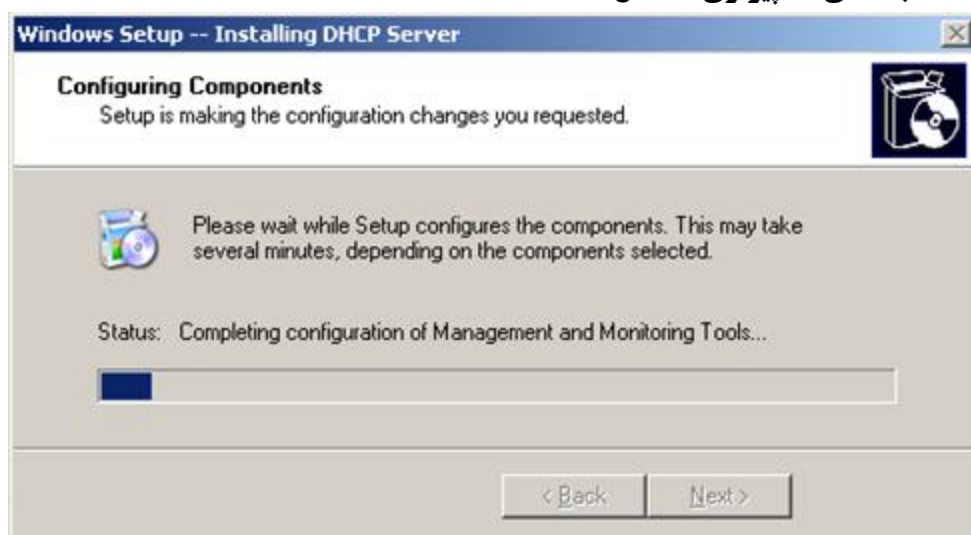 Windows Setup -- Installing DHCP Server
Configuring Components
Setup is making the configuration changes you requested.
Please wait while Setup configures the components. This may take
several minutes, depending on the components selected.
Status: Completing configuration of Management and Monitoring Tools...
< Back
Next >